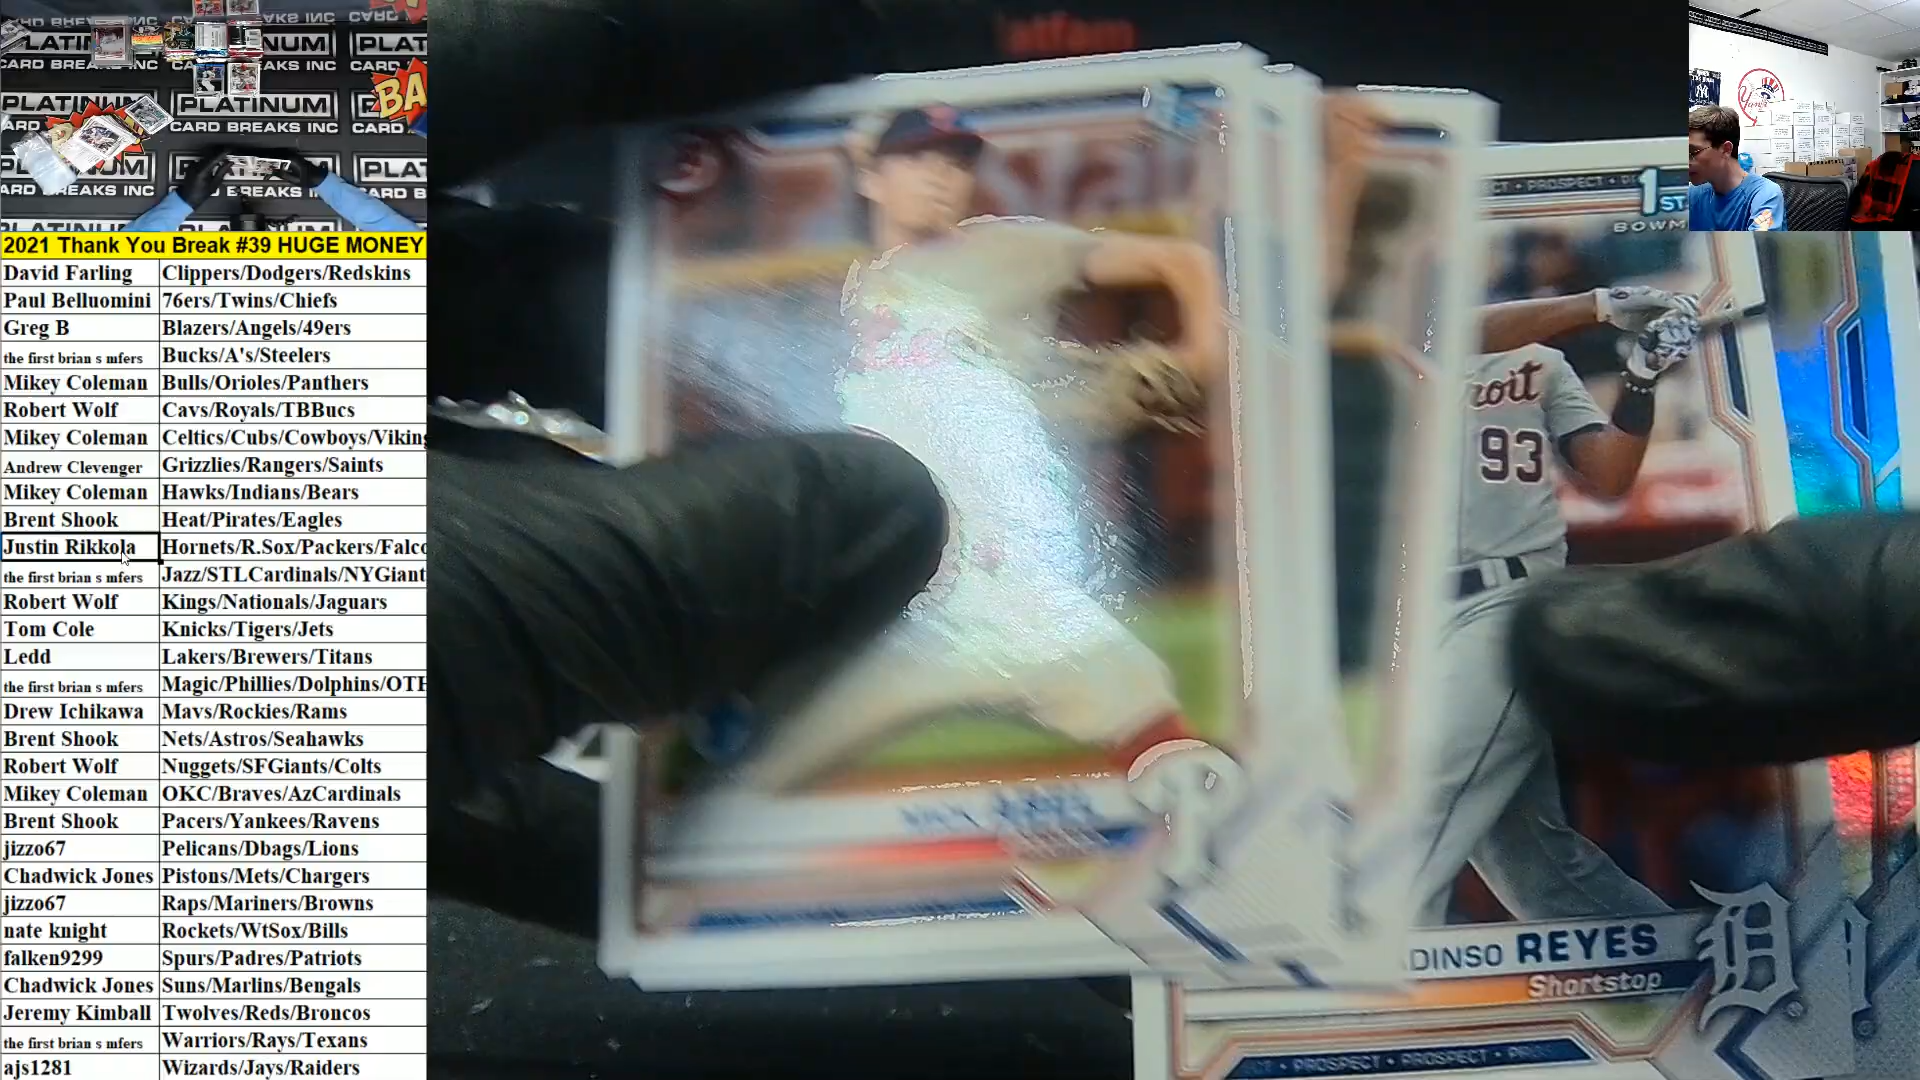 2021 Thank You Break #39 HUGE MONEY
David Farling Clippers/Dodgers/Redskins
Paul Belluomini 76ers/Twins/Chiefs
Greg B Blazers/Angels/49ers
the first brian s mfers Bucks/A's/Steelers
Mikey Coleman Bulls/Orioles/Panthers
Robert Wolf Cavs/Royals/TBBucs
Mikey Coleman Celtics/Cubs/Cowboys/Viking
Andrew Clevenger Grizzlies/Rangers/Saints
Mikey Coleman Hawks/Indians/Bears
Brent Shook Heat/Pirates/Eagles
Justin Rikkola Hornets/R.Sox/Packers/Falco
the first brian s mfers Jazz/STLCardinals/NYGiant
Robert Wolf Kings/Nationals/Jaguars
Tom Cole Knicks/Tigers/Jets
Ledd Lakers/Brewers/Titans
the first brian s mfers Magic/Phillies/Dolphins/OTH
Drew Ichikawa Mavs/Rockies/Rams
Brent Shook Nets/Astros/Seahawks
Robert Wolf Nuggets/SFGiants/Colts
Mikey Coleman OKC/Braves/AzCardinals
Brent Shook Pacers/Yankees/Ravens
jizzo67 Pelicans/Dbags/Lions
Chadwick Jones Pistons/Mets/Chargers
jizzo67 Raps/Mariners/Browns
nate knight Rockets/WtSox/Bills
falken9299 Spurs/Padres/Patriots
Chadwick Jones Suns/Marlins/Bengals
Jeremy Kimball Twolves/Reds/Broncos
the first brian s mfers Warriors/Rays/Texans
ajs1281 Wizards/Jays/Raiders
PLATINUM
CARD BREAKS INC
PROSPECT
1ST
BOWM
roit
93
DINSO REYES
Shortstop
PROSPECT • PROSPECT